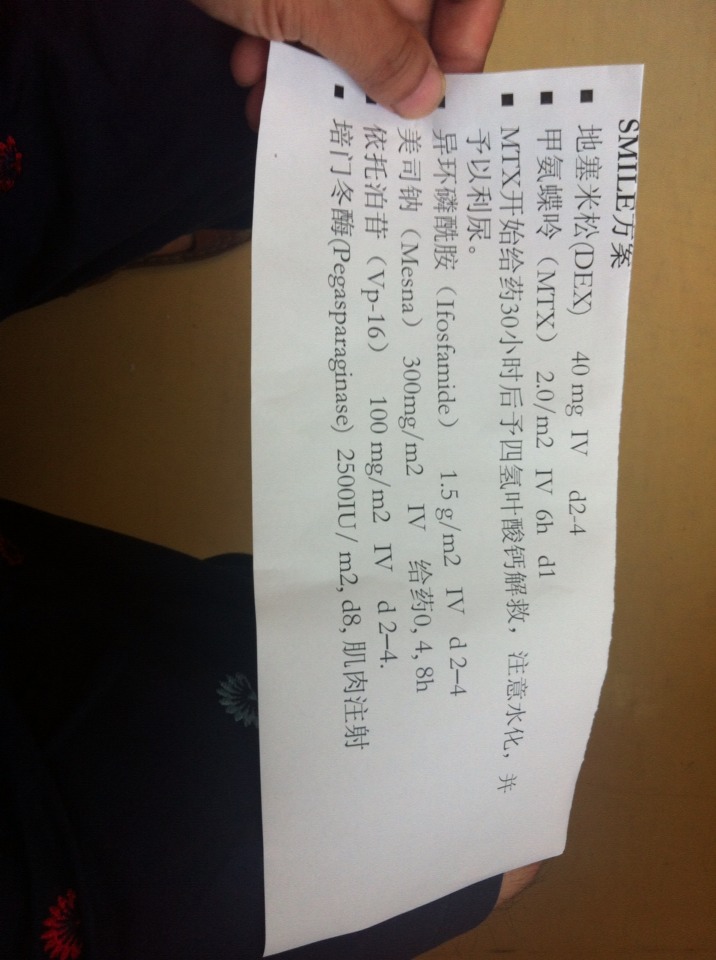 SMILE方案
■ 地塞米松(DEX) 40 mg IV d2-4
■ 甲氨蝶呤（MTX） 2.0/m2 IV 6h d1
■ MTX开始给药30小时后予四氢叶酸钙解救，注意水化，并
予以利尿。
异环磷酰胺（Ifosfamide） 1.5 g/m2 IV d 2–4
美司钠（Mesna） 300mg/m2 IV 给药0, 4, 8h
依托泊苷（Vp-16） 100 mg/m2 IV d 2–4.
■ 培门冬酶(Pegasparaginase) 2500IU / m2, d8, 肌肉注射